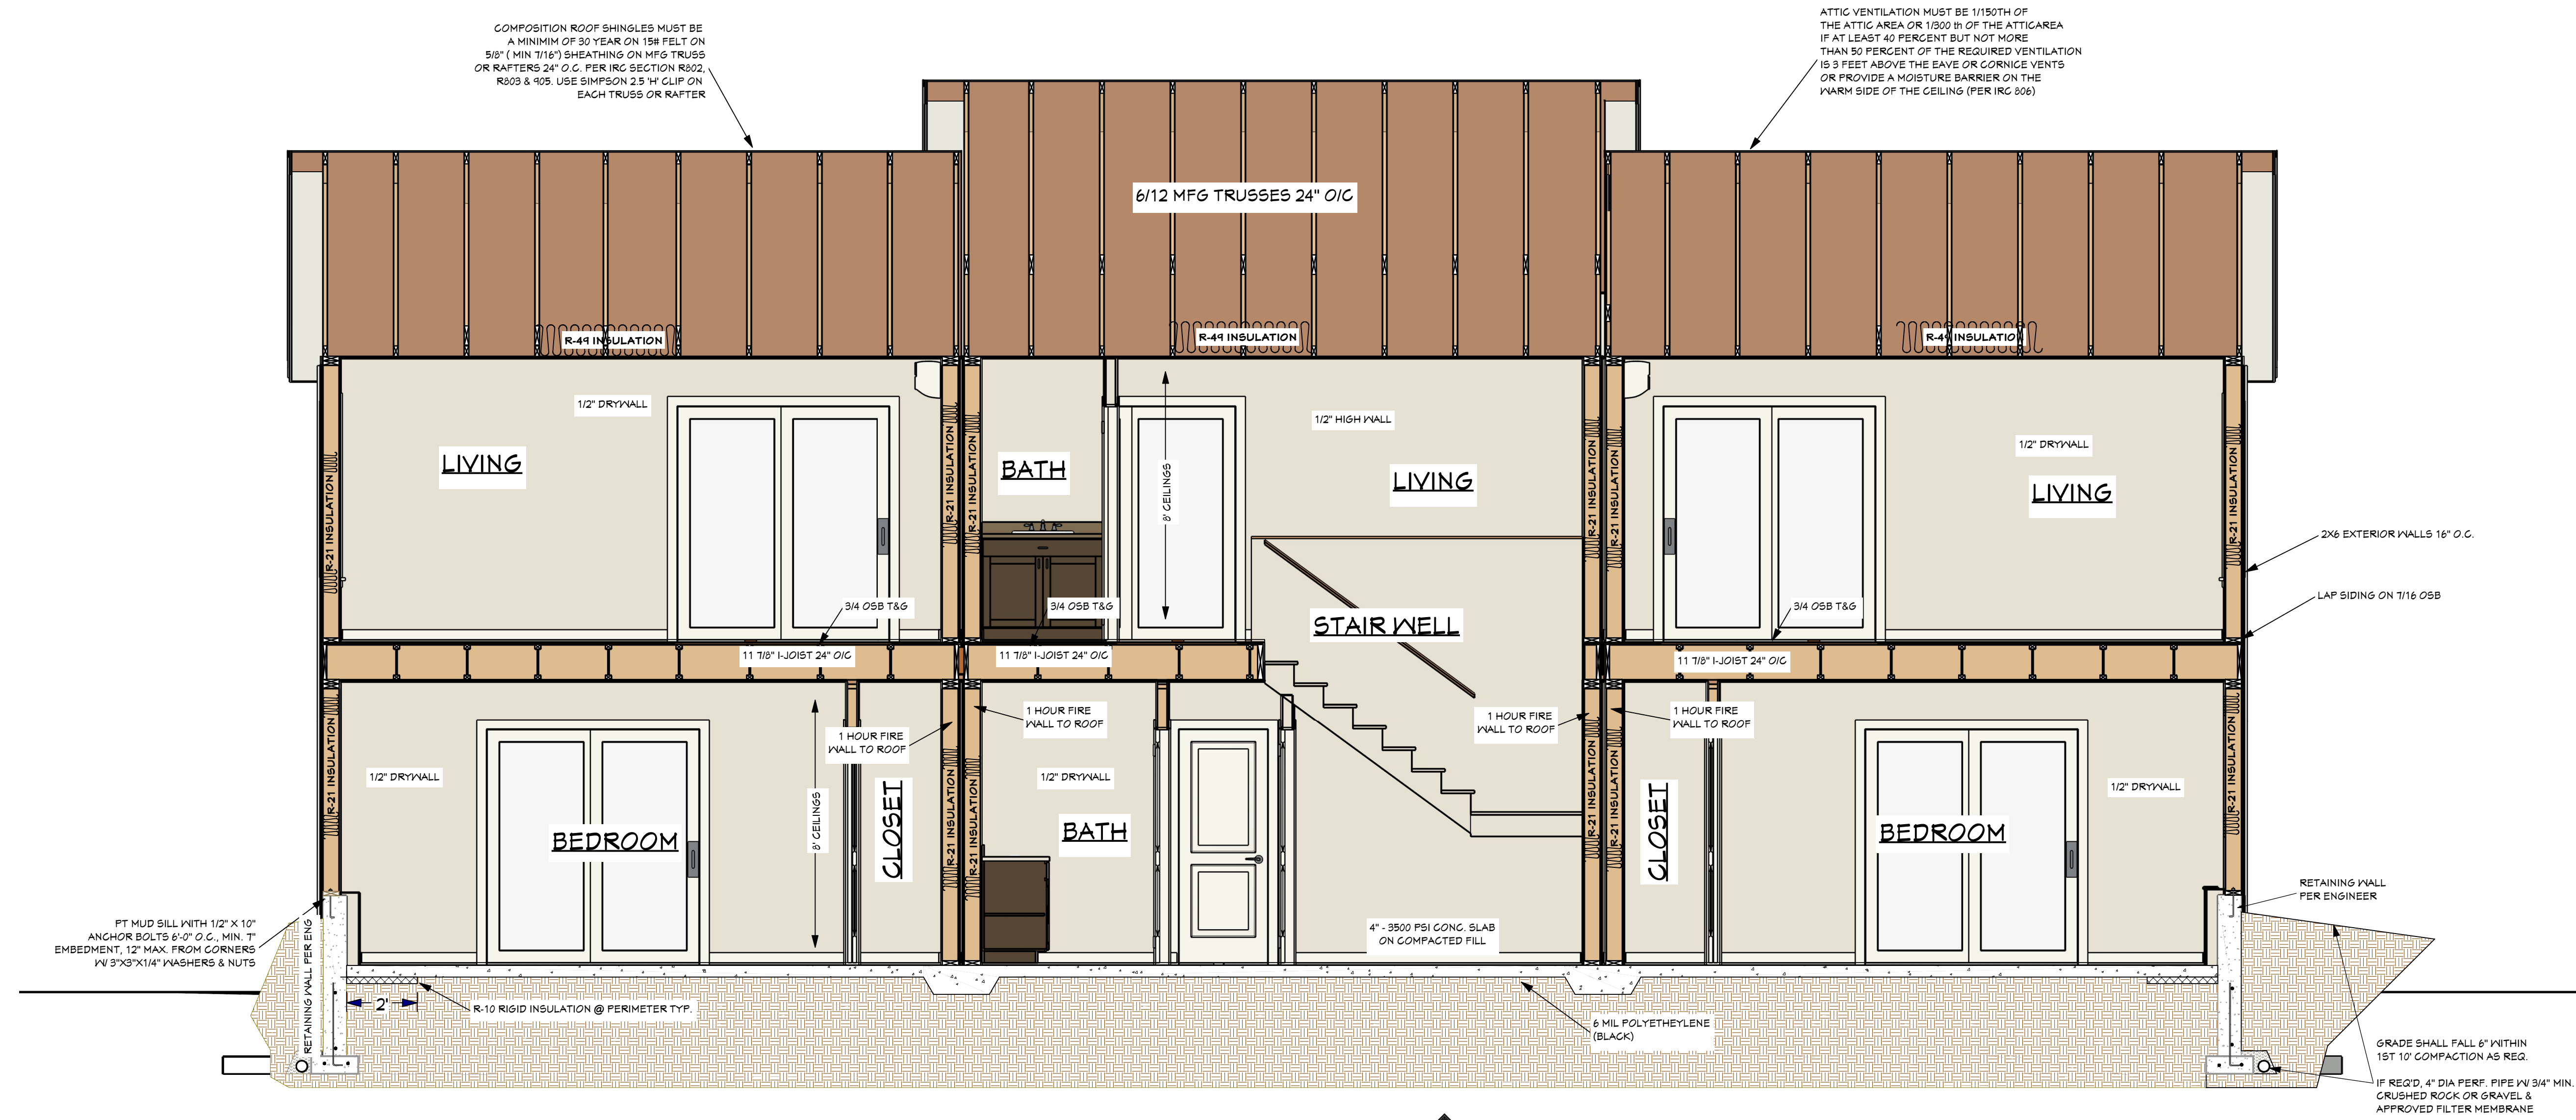 COMPOSITION ROOF SHINGLES MUST BE
A MINIMIM OF 30 YEAR ON 15# FELT ON
5/8" ( MIN 7/16") SHEATHING ON MFG TRUSS
OR RAFTERS 24" O.C. PER IRC SECTION R802,
R803 & 905. USE SIMPSON 2.5 'H' CLIP ON
EACH TRUSS OR RAFTER
ATTIC VENTILATION MUST BE 1/150TH OF
THE ATTIC AREA OR 1/300 th OF THE ATTICAREA
IF AT LEAST 40 PERCENT BUT NOT MORE
THAN 50 PERCENT OF THE REQUIRED VENTILATION
IS 3 FEET ABOVE THE EAVE OR CORNICE VENTS
OR PROVIDE A MOISTURE BARRIER ON THE
WARM SIDE OF THE CEILING (PER IRC 806)
6/12 MFG TRUSSES 24" O/C
R-49 INSULATION
R-49 INSULATION
R-49 INSULATION
1/2" DRYWALL
LIVING
R-21 INSULATION
R-21 INSULATION
R-21 INSULATION
BATH
8' CEILINGS
1/2" HIGH WALL
LIVING
R-21 INSULATION
R-21 INSULATION
1/2" DRYWALL
LIVING
R-21 INSULATION
2X6 EXTERIOR WALLS 16" O.C.
LAP SIDING ON 7/16 OSB
3/4 OSB T&G
3/4 OSB T&G
3/4 OSB T&G
STAIR WELL
11 7/8" I-JOIST 24" O/C
11 7/8" I-JOIST 24" O/C
11 7/8" I-JOIST 24" O/C
1 HOUR FIRE
WALL TO ROOF
1 HOUR FIRE
WALL TO ROOF
1 HOUR FIRE
WALL TO ROOF
1 HOUR FIRE
WALL TO ROOF
R-21 INSULATION
1/2" DRYWALL
BEDROOM
8' CEILINGS
CLOSET
R-21 INSULATION
R-21 INSULATION
1/2" DRYWALL
BATH
R-21 INSULATION
R-21 INSULATION
CLOSET
BEDROOM
1/2" DRYWALL
R-21 INSULATION
RETAINING WALL
PER ENGINEER
PT MUD SILL WITH 1/2" X 10"
ANCHOR BOLTS 6'-0" O.C., MIN. 7"
EMBEDMENT, 12" MAX. FROM CORNERS
W/ 3"X3"X1/4" WASHERS & NUTS
RETAINING WALL PER ENG
4" - 3500 PSI CONC. SLAB
ON COMPACTED FILL
2'
R-10 RIGID INSULATION @ PERIMETER TYP.
6 MIL POLYETHEYLENE
(BLACK)
GRADE SHALL FALL 6" WITHIN
1ST 10' COMPACTION AS REQ.
IF REQ'D, 4" DIA PERF. PIPE W/ 3/4" MIN.
CRUSHED ROCK OR GRAVEL &
APPROVED FILTER MEMBRANE